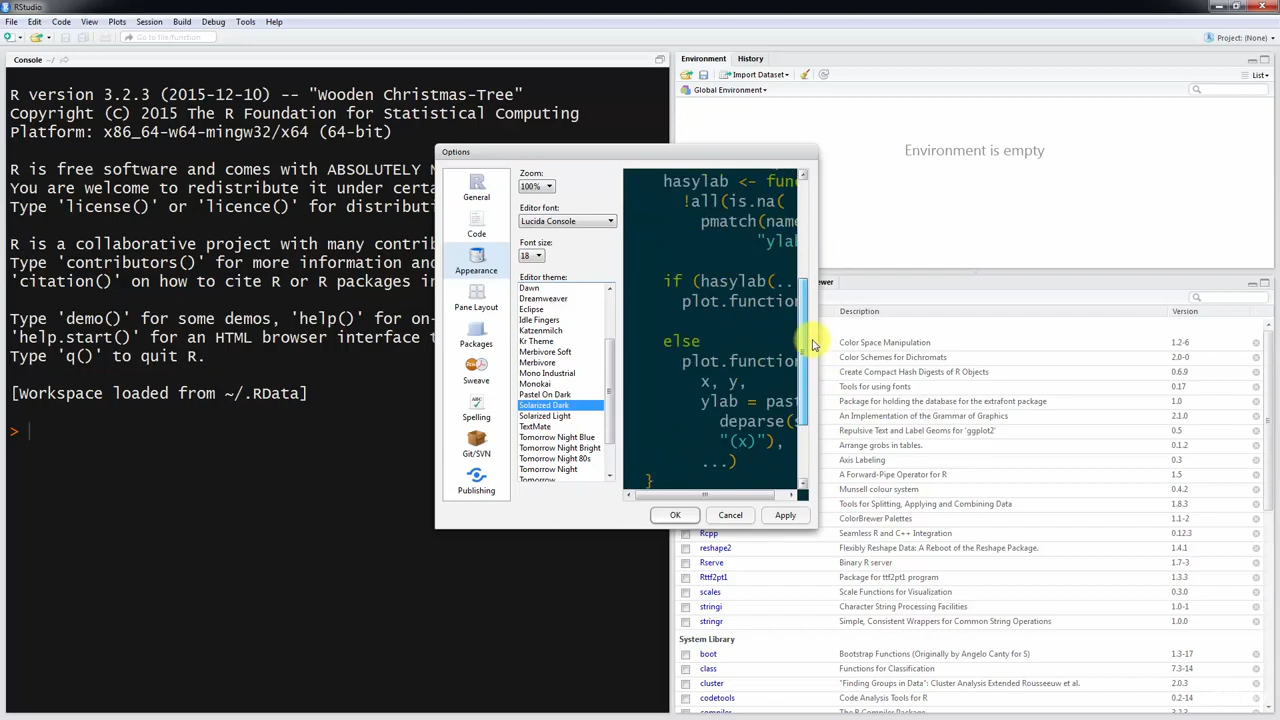 RStudio
File Edit Code View Plots Session Build Debug Tools Help
Go to file/function
Project: (None)
Console ~/
R version 3.2.3 (2015-12-10) -- "Wooden Christmas-Tree"
Copyright (C) 2015 The R Foundation for Statistical Computing
Platform: x86_64-w64-mingw32/x64 (64-bit)
R is free software and comes with ABSOLUTELY N
You are welcome to redistribute it under certa
Type 'license()' or 'licence()' for distributi
R is a collaborative project with many contrib
Type 'contributors()' for more information and
'citation()' on how to cite R or R packages in
Type 'demo()' for some demos, 'help()' for on-
'help.start()' for an HTML browser interface t
Type 'q()' to quit R.
[Workspace loaded from ~/.RData]
>
Environment History
Import Dataset
List
Global Environment
Environment is empty
Options
General
Code
Appearance
Pane Layout
Packages
Sweave
Spelling
Git/SVN
Publishing
Zoom:
100%
Editor font:
Lucida Console
Font size:
18
Editor theme:
Dawn
Dreamweaver
Eclipse
Idle Fingers
Katzenmilch
Kr Theme
Merbivore Soft
Merbivore
Mono Industrial
Monokai
Pastel On Dark
Solarized Dark
Solarized Light
TextMate
Tomorrow Night Blue
Tomorrow Night Bright
Tomorrow Night 80s
Tomorrow Night
Tomorrow
hasylab <- func
!all(is.na(
pmatch(name
"ylab
if (hasylab(..
plot.function
else
plot.function
x, y,
ylab = past
deparse(s
"(x)"),
...)
}
OK Cancel Apply
ewer
Description Version
Color Space Manipulation 1.2-6
Color Schemes for Dichromats 2.0-0
Create Compact Hash Digests of R Objects 0.6.9
Tools for using fonts 0.17
Package for holding the database for the extrafont package 1.0
An Implementation of the Grammar of Graphics 2.1.0
Repulsive Text and Label Geoms for 'ggplot2' 0.5
Arrange grobs in tables. 0.1.2
Axis Labeling 0.3
A Forward-Pipe Operator for R 1.5
Munsell colour system 0.4.2
Tools for Splitting, Applying and Combining Data 1.8.3
ColorBrewer Palettes 1.1-2
Rcpp Seamless R and C++ Integration 0.12.3
reshape2 Flexibly Reshape Data: A Reboot of the Reshape Package. 1.4.1
Rserve Binary R server 1.7-3
Rttf2pt1 Package for ttf2pt1 program 1.3.3
scales Scale Functions for Visualization 0.3.0
stringi Character String Processing Facilities 1.0-1
stringr Simple, Consistent Wrappers for Common String Operations 1.0.0
System Library
boot Bootstrap Functions (Originally by Angelo Canty for S) 1.3-17
class Functions for Classification 7.3-14
cluster "Finding Groups in Data": Cluster Analysis Extended Rousseeuw et al. 2.0.3
codetools Code Analysis Tools for R 0.2-14
compiler The R Compiler Package